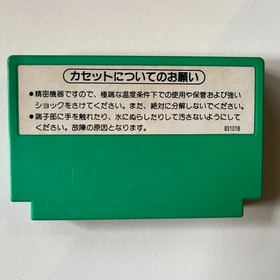 カセットについてのお願い
●精密機器ですので、極端な温度条件下での使用や保管および強い
ショックをさけてください。また、絶対に分解しないでください。
●端子部に手を触れたり、水にぬらしたりして汚さないようにして
ください。故障の原因となります。
831018